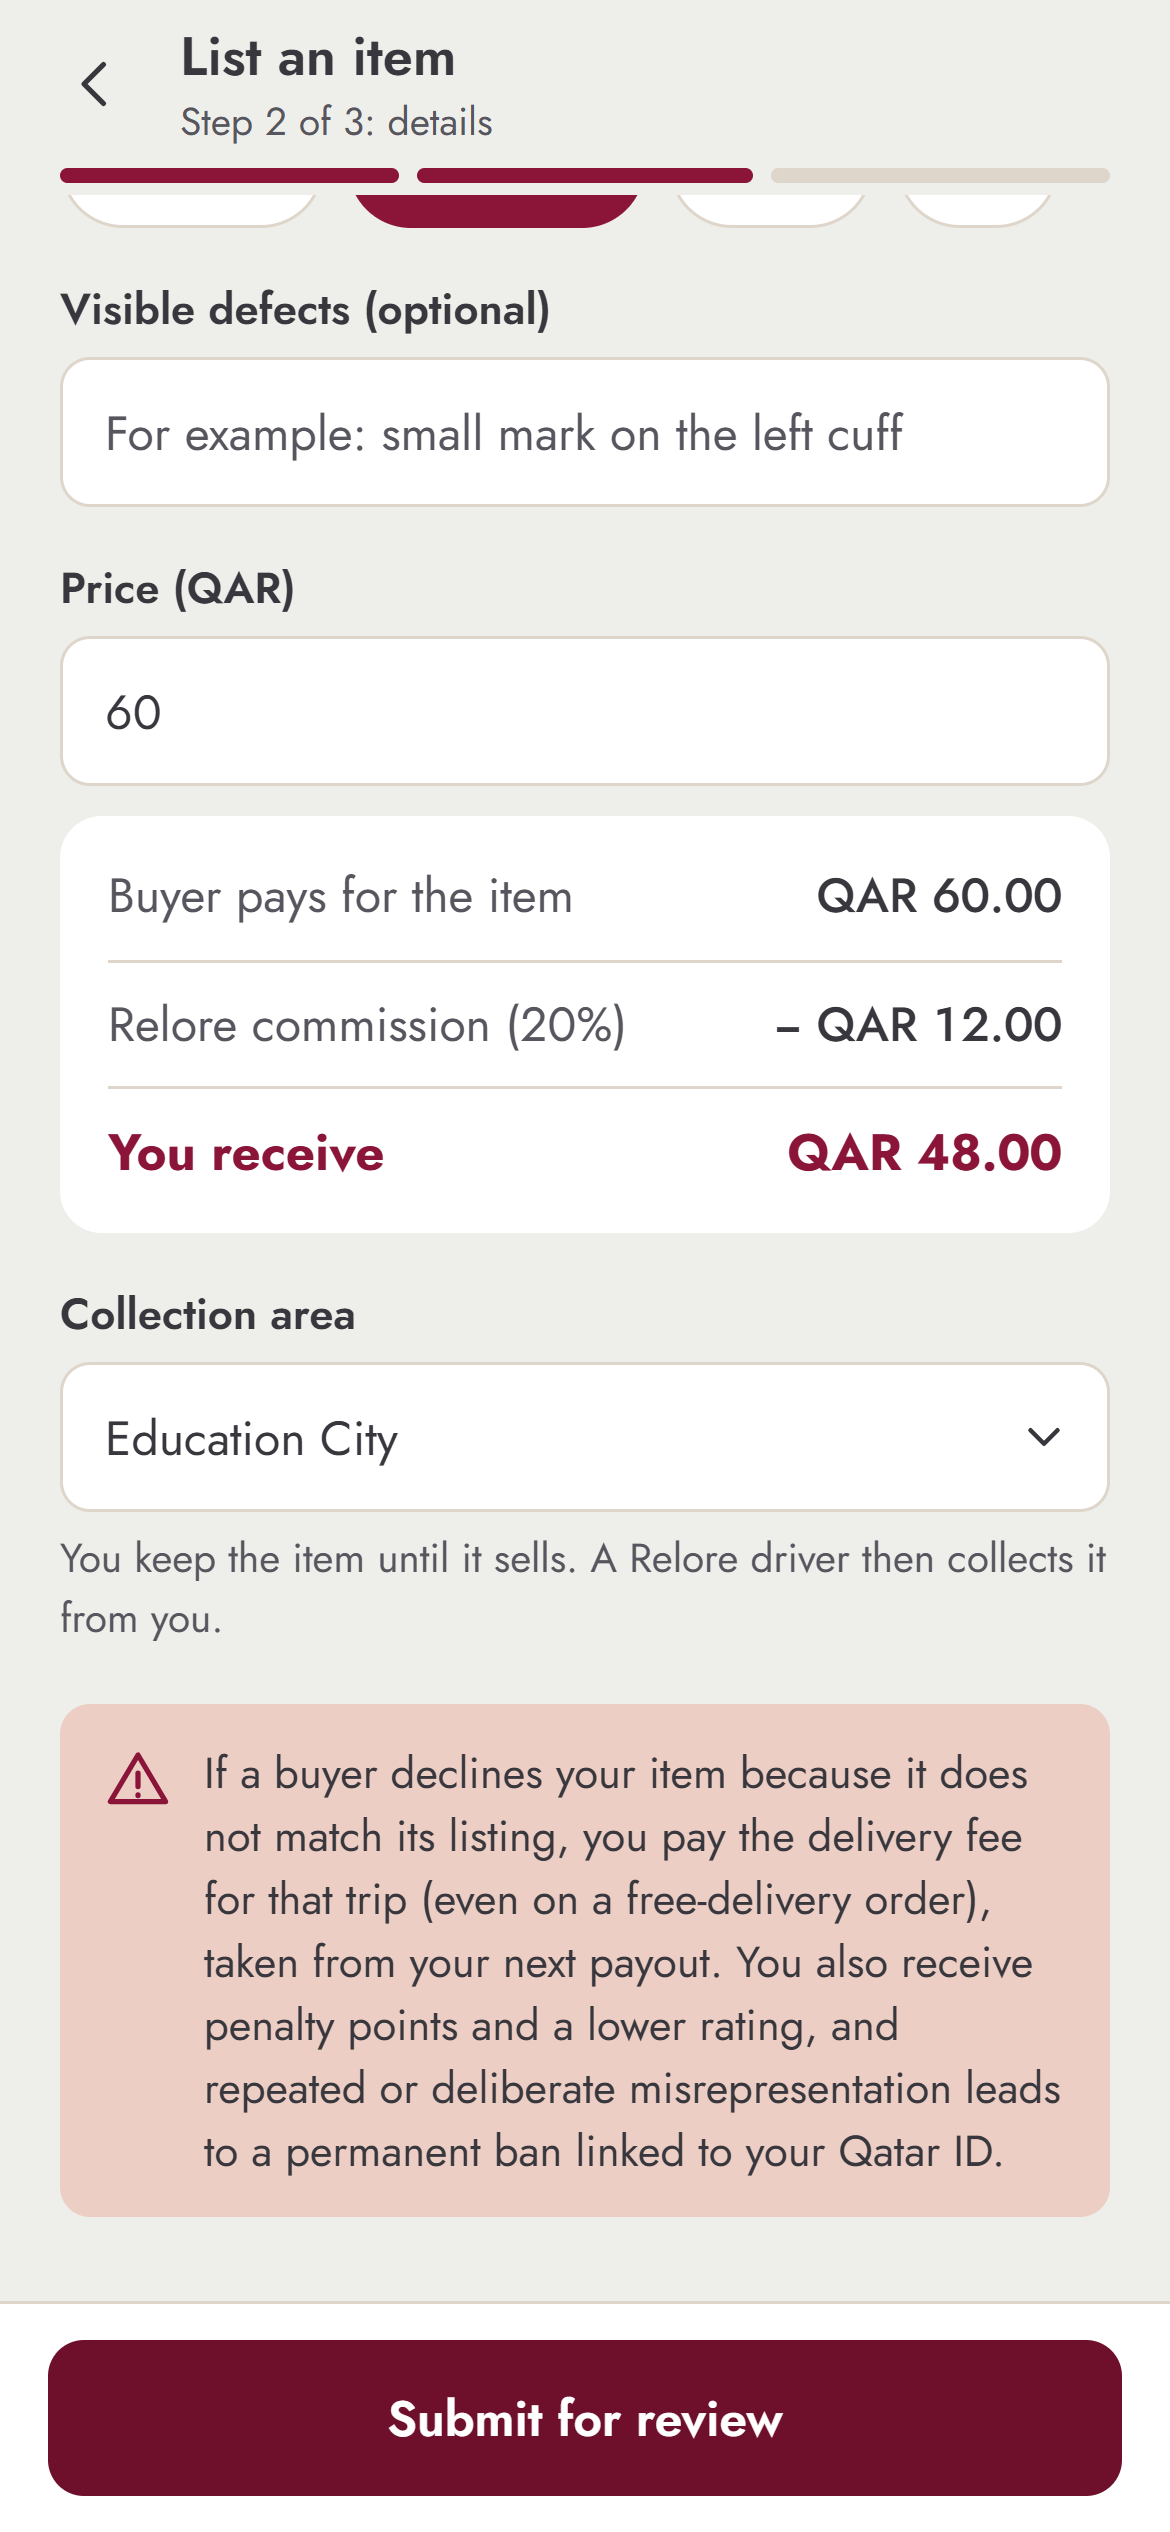 List an item
Step 2 of 3: details
Visible defects (optional)
For example: small mark on the left cuff
Price (QAR)
60
Buyer pays for the item QAR 60.00
Relore commission (20%) – QAR 12.00
You receive QAR 48.00
Collection area
Education City
You keep the item until it sells. A Relore driver then collects it
from you.
If a buyer declines your item because it does
not match its listing, you pay the delivery fee
for that trip (even on a free-delivery order),
taken from your next payout. You also receive
penalty points and a lower rating, and
repeated or deliberate misrepresentation leads
to a permanent ban linked to your Qatar ID.
Submit for review